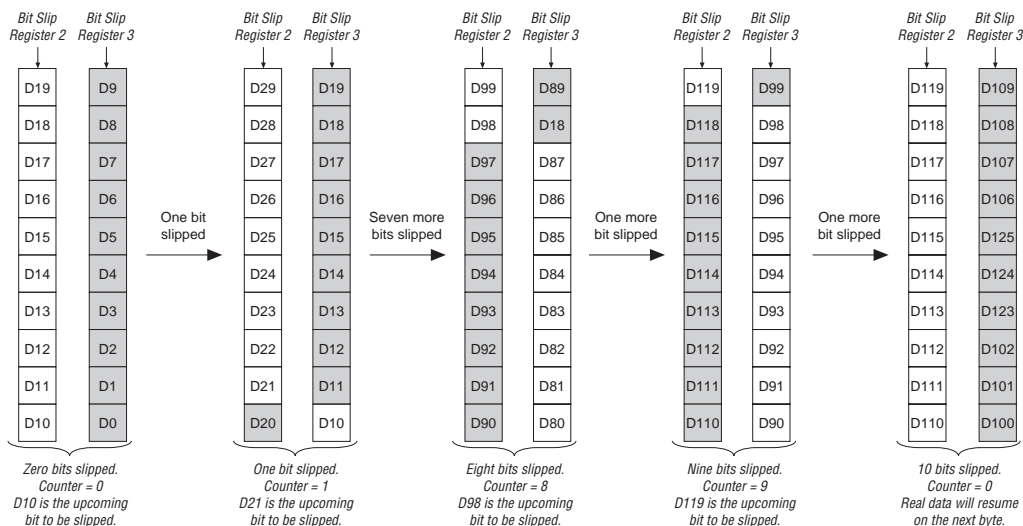 Bit Slip Register 2
Bit Slip Register 3
D19 D9
D18 D8
D17 D7
D16 D6
D15 D5
D14 D4
D13 D3
D12 D2
D11 D1
D10 D0
Zero bits slipped.
Counter = 0
D10 is the upcoming
bit to be slipped.
One bit
slipped
Bit Slip Register 2
Bit Slip Register 3
D29 D19
D28 D18
D27 D17
D26 D16
D25 D15
D24 D14
D23 D13
D22 D12
D21 D11
D20 D10
One bit slipped.
Counter = 1
D21 is the upcoming
bit to be slipped.
Seven more
bits slipped
Bit Slip Register 2
Bit Slip Register 3
D99 D89
D98 D18
D97 D87
D96 D86
D95 D85
D94 D84
D93 D83
D92 D82
D91 D81
D90 D80
Eight bits slipped.
Counter = 8
D98 is the upcoming
bit to be slipped.
One more
bit slipped
Bit Slip Register 2
Bit Slip Register 3
D119 D99
D118 D98
D117 D97
D116 D96
D115 D95
D114 D94
D113 D93
D112 D92
D111 D91
D110 D90
Nine bits slipped.
Counter = 9
D119 is the upcoming
bit to be slipped.
One more
bit slipped
Bit Slip Register 2
Bit Slip Register 3
D119 D109
D118 D108
D117 D107
D116 D106
D115 D125
D114 D124
D113 D123
D112 D102
D111 D101
D110 D100
10 bits slipped.
Counter = 0
Real data will resume
on the next byte.